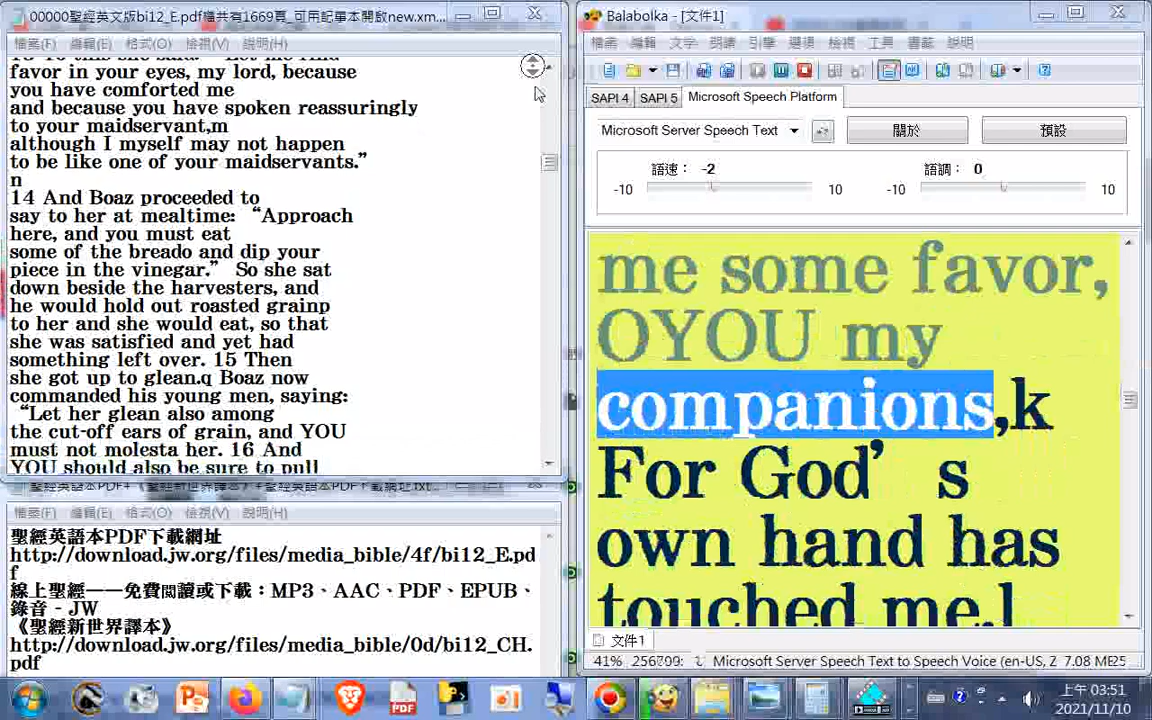 00000聖經英文版bi12_E.pdf檔共有1669頁_可用記事本開啟new.xm...
檔案(F) 編輯(E) 格式(O) 檢視(V) 說明(H)
favor in your eyes, my lord, because
you have comforted me
and because you have spoken reassuringly
to your maidservant,m
although I myself may not happen
to be like one of your maidservants.”
n
14 And Boaz proceeded to
say to her at mealtime: “Approach
here, and you must eat
some of the breado and dip your
piece in the vinegar.” So she sat
down beside the harvesters, and
he would hold out roasted grainp
to her and she would eat, so that
she was satisfied and yet had
something left over. 15 Then
she got up to glean.q Boaz now
commanded his young men, saying:
“Let her glean also among
the cut-off ears of grain, and YOU
must not molesta her. 16 And
YOU should also be sure to pull
檔案(F) 編輯(E) 格式(O) 檢視(V) 說明(H)
聖經英語本PDF下載網址
http://download.jw.org/files/media_bible/4f/bi12_E.pd
f
線上聖經——免費閱讀或下載：MP3、AAC、PDF、EPUB、
錄音 - JW
《聖經新世界譯本》
http://download.jw.org/files/media_bible/0d/bi12_CH.
pdf
Balabolka - [文件1]
檔案 編輯 文字 朗讀 引擎 選項 檢視 工具 書籤 說明
SAPI 4 SAPI 5 Microsoft Speech Platform
Microsoft Server Speech Text 關於 預設
語速： -2 語調： 0
-10 10 -10 10
me some favor,
OYOU my
companions,k
For God’s
own hand has
touched me.l
文件1
41% Microsoft Server Speech Text to Speech Voice (en-US, Z 7.08 ME
上午 03:51
2021/11/10